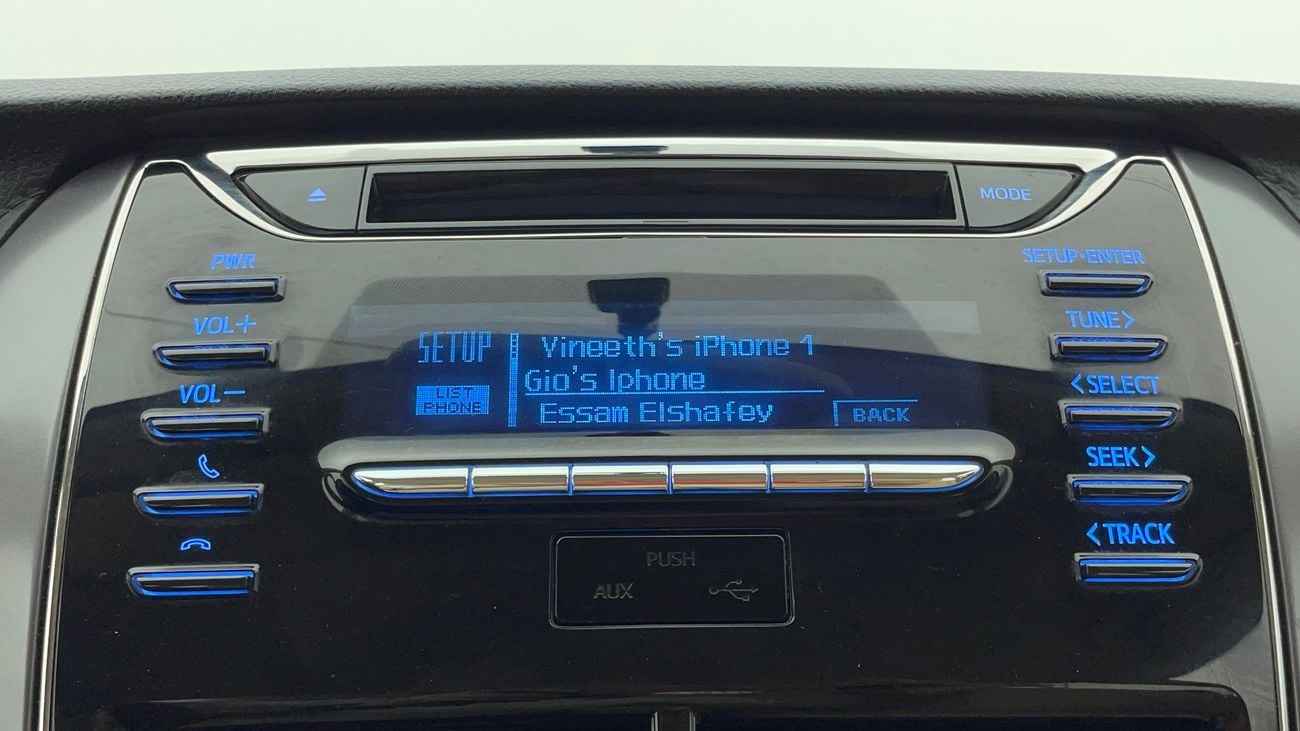 MODE
PWR
SETUP·ENTER
VOL+
TUNE>
SETUP
Vineeth's iPhone 1
Gio's Iphone
VOL−
<SELECT
LIST
PHONE
Essam Elshafey
BACK
SEEK>
<TRACK
PUSH
AUX